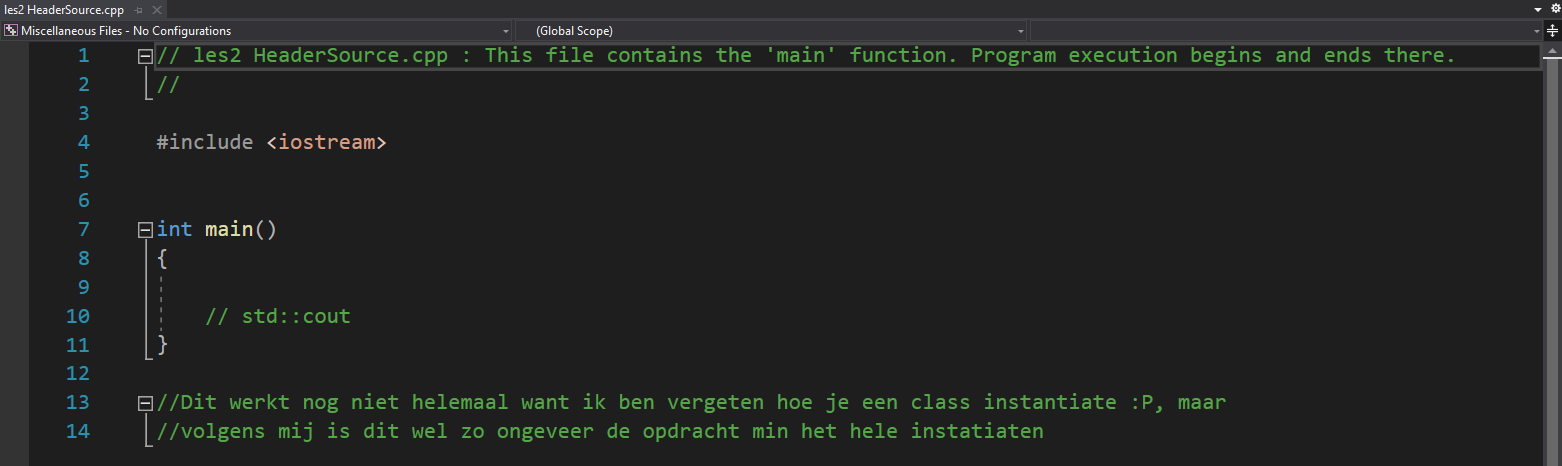 les2 HeaderSource.cpp
Miscellaneous Files - No Configurations (Global Scope)
1 // les2 HeaderSource.cpp : This file contains the 'main' function. Program execution begins and ends there.
2 //
3
4 #include <iostream>
5
6
7 int main()
8 {
9
10 // std::cout
11 }
12
13 //Dit werkt nog niet helemaal want ik ben vergeten hoe je een class instantiate :P, maar
14 //volgens mij is dit wel zo ongeveer de opdracht min het hele instatiaten